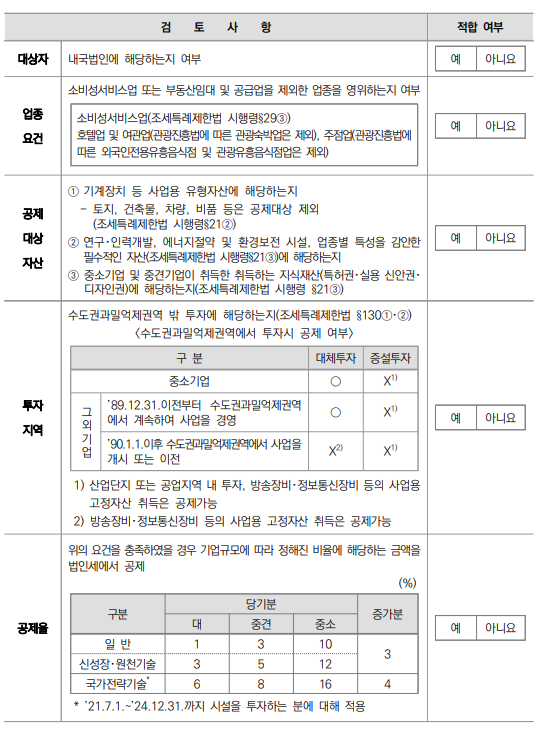 검 토 사 항 적합 여부
대상자 내국법인에 해당하는지 여부 예 아니요
소비성서비스업 또는 부동산임대 및 공급업을 제외한 업종을 영위하는지 여부
업종 요건
소비성서비스업(조세특례제한법 시행령§29③)
호텔업 및 여관업(관광진흥법에 따른 관광숙박업은 제외), 주점업(관광진흥법에
따른 외국인전용유흥음식점 및 관광유흥음식점업은 제외)
예 아니요
공제 대상 자산
① 기계장치 등 사업용 유형자산에 해당하는지
- 토지, 건축물, 차량, 비품 등은 공제대상 제외
(조세특례제한법 시행령§21②)
② 연구·인력개발, 에너지절약 및 환경보전 시설, 업종별 특성을 감안한
필수적인 자산(조세특례제한법 시행령§21③)에 해당하는지
③ 중소기업 및 중견기업이 취득한 취득하는 지식재산(특허권·실용 신안권·
디자인권)에 해당하는지(조세특례제한법 시행령 §21③)
예 아니요
투자 지역
수도권과밀억제권역 밖 투자에 해당하는지(조세특례제한법 §130①·②)
〈수도권과밀억제권역에서 투자시 공제 여부〉
구 분 대체투자 증설투자
중소기업 ○ X1)
그외기업
’89.12.31.이전부터 수도권과밀억제권역
에서 계속하여 사업을 경영 ○ X1)
’90.1.1.이후 수도권과밀억제권역에서 사업을
개시 또는 이전 X2) X1)
1) 산업단지 또는 공업지역 내 투자, 방송장비·정보통신장비 등의 사업용
고정자산 취득은 공제가능
2) 방송장비·정보통신장비 등의 사업용 고정자산 취득은 공제가능
예 아니요
공제율
위의 요건을 충족하였을 경우 기업규모에 따라 정해진 비율에 해당하는 금액을
법인세에서 공제
(%)
구분 당기분 증가분
대 중견 중소
일 반 1 3 10 3
신성장·원천기술 3 5 12
국가전략기술* 6 8 16 4
* ’21.7.1.~’24.12.31.까지 시설을 투자하는 분에 대해 적용
예 아니요